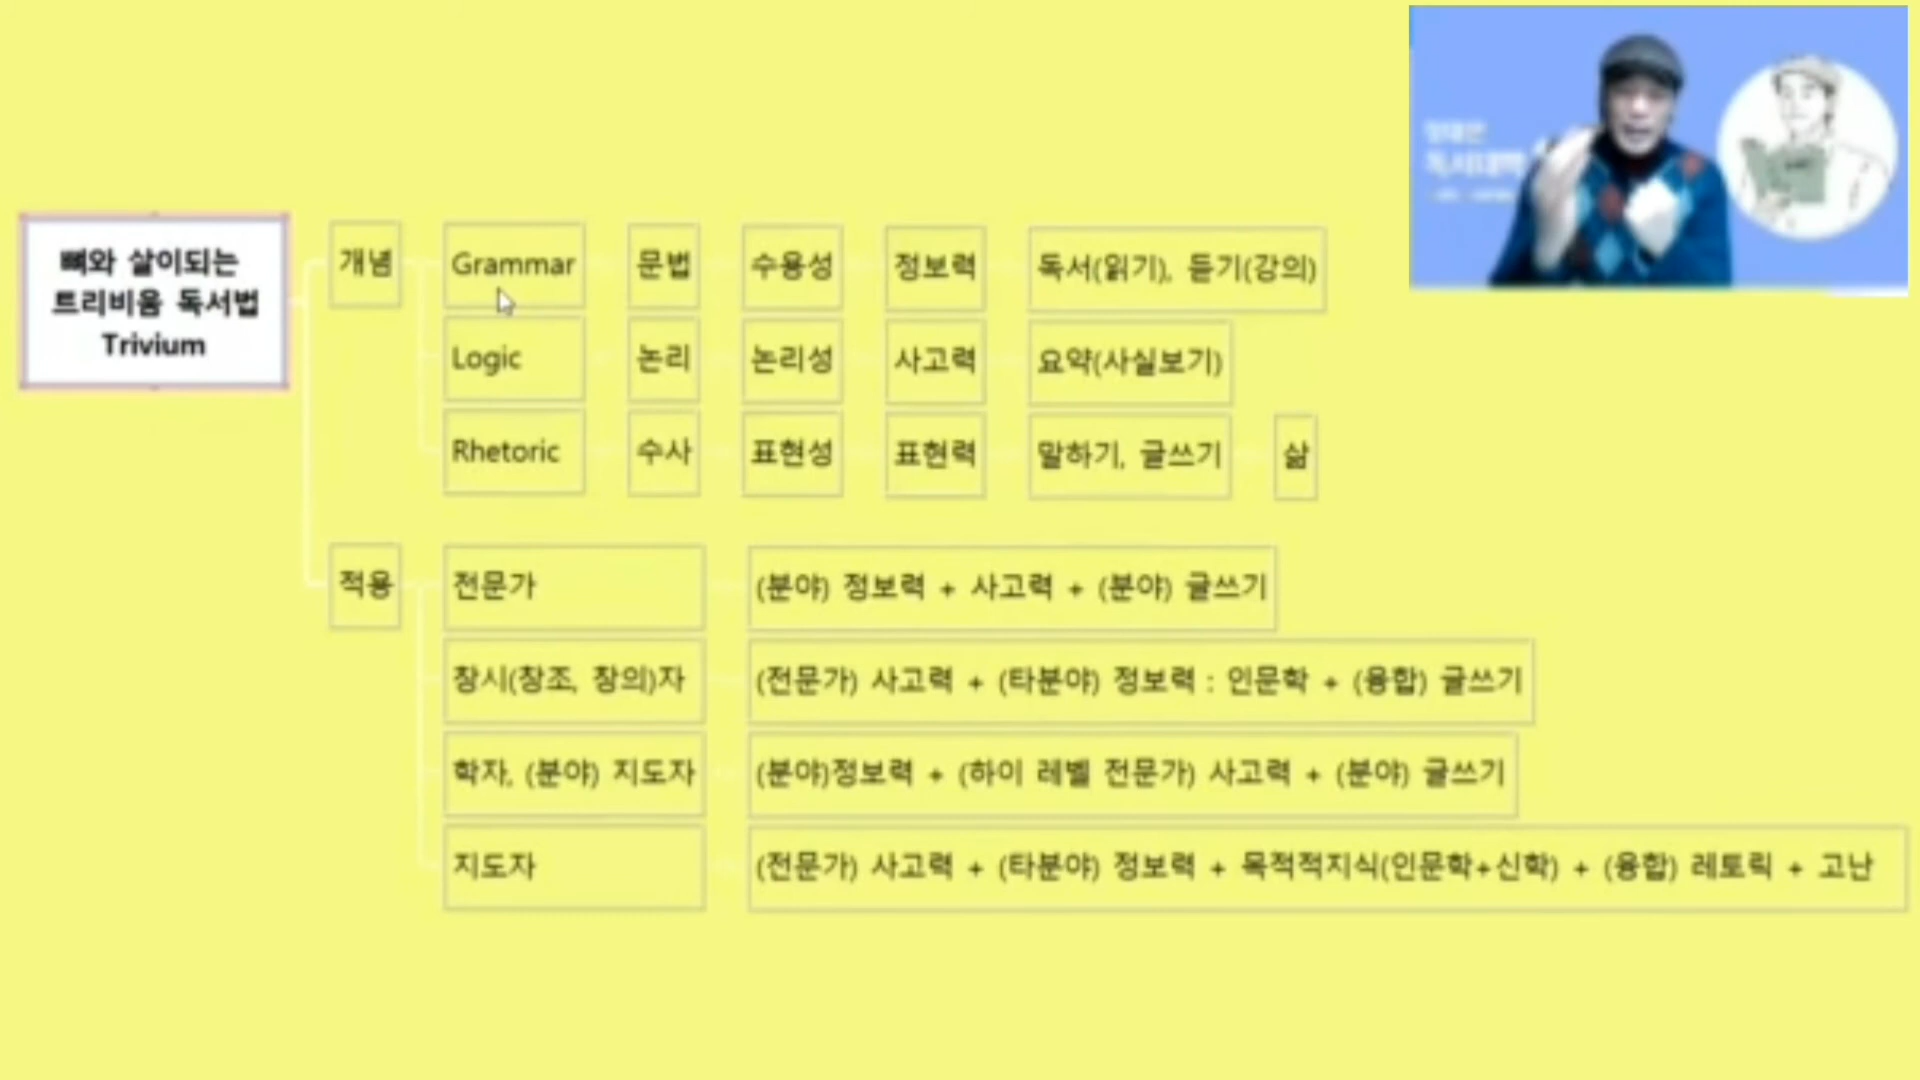 뼈와 살이되는
트리비움 독서법
Trivium
개념
Grammar 문법 수용성 정보력 독서(읽기), 듣기(강의)
Logic 논리 논리성 사고력 요약(사실보기)
Rhetoric 수사 표현성 표현력 말하기, 글쓰기 삶
적용
전문가 (분야) 정보력 + 사고력 + (분야) 글쓰기
창시(창조, 창의)자 (전문가) 사고력 + (타분야) 정보력 : 인문학 + (융합) 글쓰기
학자, (분야) 지도자 (분야)정보력 + (하이 레벨 전문가) 사고력 + (분야) 글쓰기
지도자 (전문가) 사고력 + (타분야) 정보력 + 목적적지식(인문학+신학) + (융합) 레토릭 + 고난
독서대학